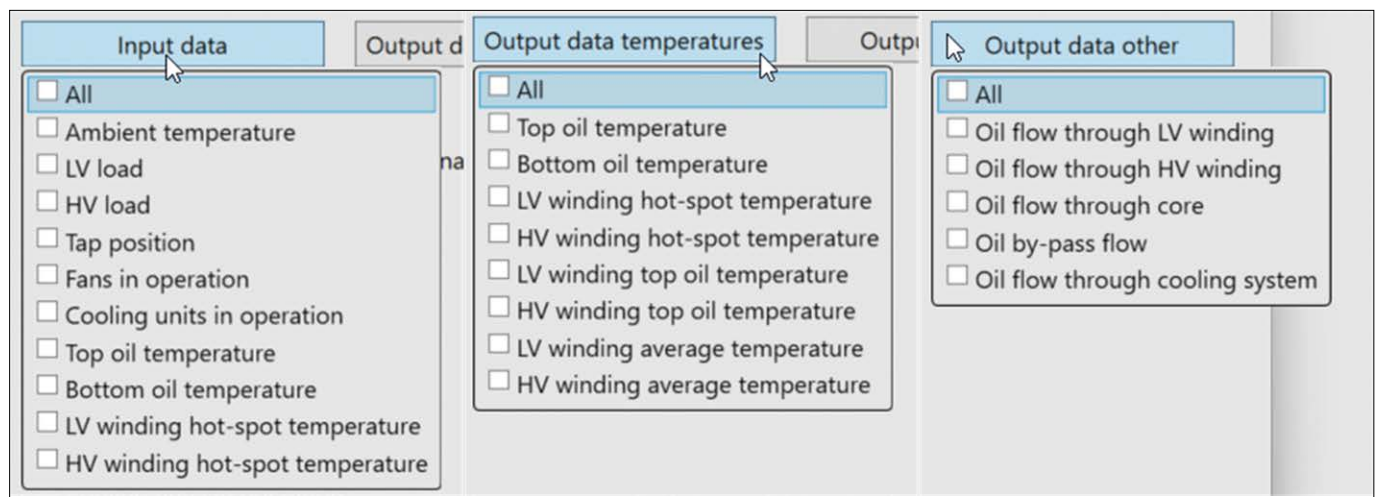 Input data
Output d
All
Ambient temperature
LV load
na
HV load
Tap position
Fans in operation
Cooling units in operation
Top oil temperature
Bottom oil temperature
LV winding hot-spot temperature
HV winding hot-spot temperature
Output data temperatures
Outpu
All
Top oil temperature
Bottom oil temperature
LV winding hot-spot temperature
HV winding hot-spot temperature
LV winding top oil temperature
HV winding top oil temperature
LV winding average temperature
HV winding average temperature
Output data other
All
Oil flow through LV winding
Oil flow through HV winding
Oil flow through core
Oil by-pass flow
Oil flow through cooling system